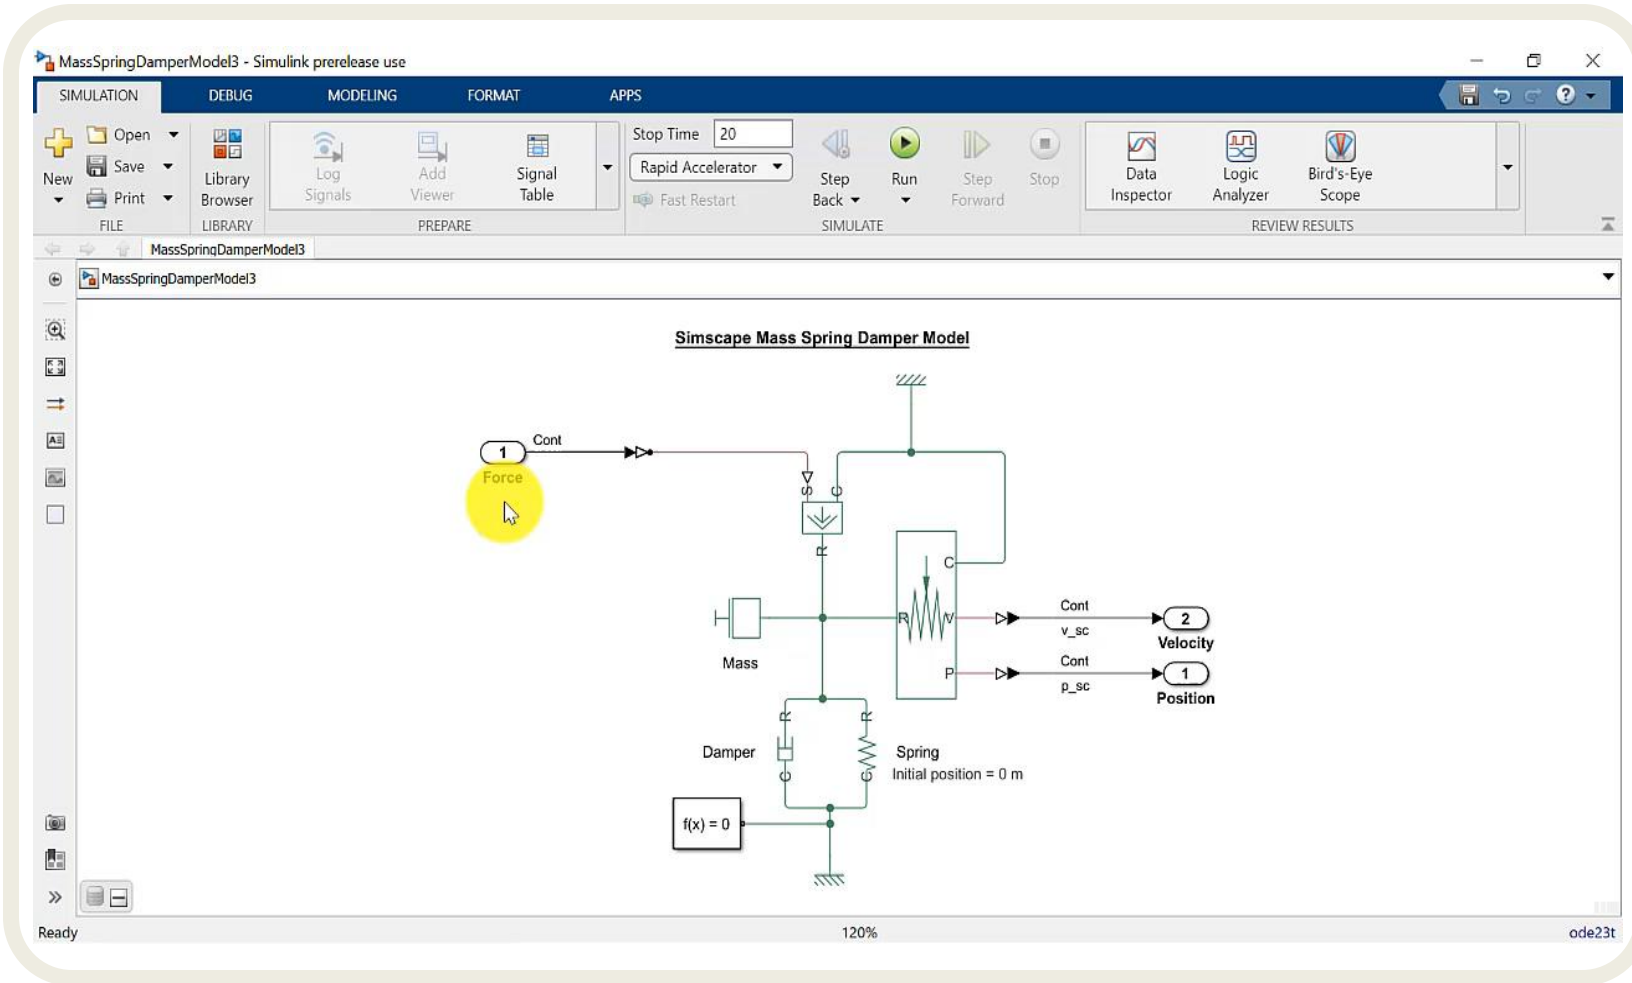 MassSpringDamperModel3 - Simulink prerelease use
SIMULATION DEBUG MODELING FORMAT APPS
New
Open
Save
Print
FILE
Library
Browser
LIBRARY
Log
Signals
Add
Viewer
Signal
Table
PREPARE
Stop Time 20
Rapid Accelerator
Fast Restart
Step
Back
Run
Step
Forward
Stop
SIMULATE
Data
Inspector
Logic
Analyzer
Bird's-Eye
Scope
REVIEW RESULTS
MassSpringDamperModel3
MassSpringDamperModel3
Simscape Mass Spring Damper Model
1
Cont
Force
S
C
R
C
R
V
P
Mass
Cont
v_sc
2
Velocity
Cont
p_sc
1
Position
R
R
Damper
C
C
Spring
Initial position = 0 m
f(x) = 0
Ready
120%
ode23t